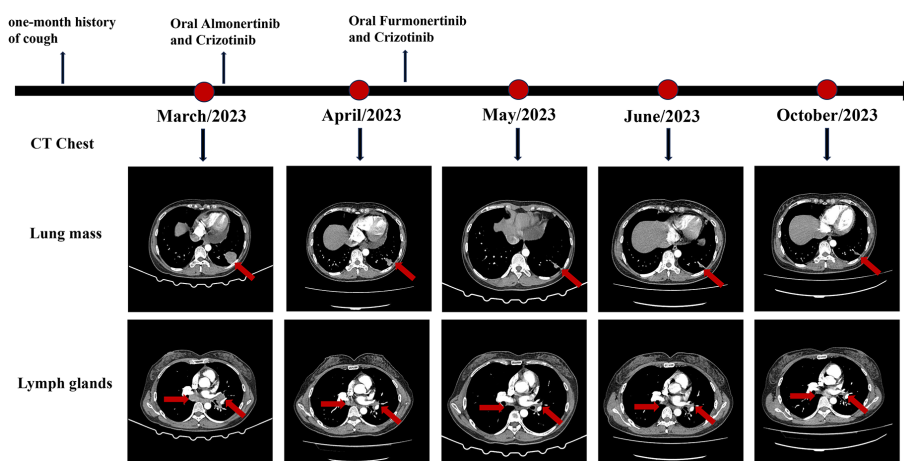 one-month history
of cough
Oral Almonertinib
and Crizotinib
Oral Furmonertinib
and Crizotinib
March/2023
April/2023
May/2023
June/2023
October/2023
CT Chest
Lung mass
Lymph glands